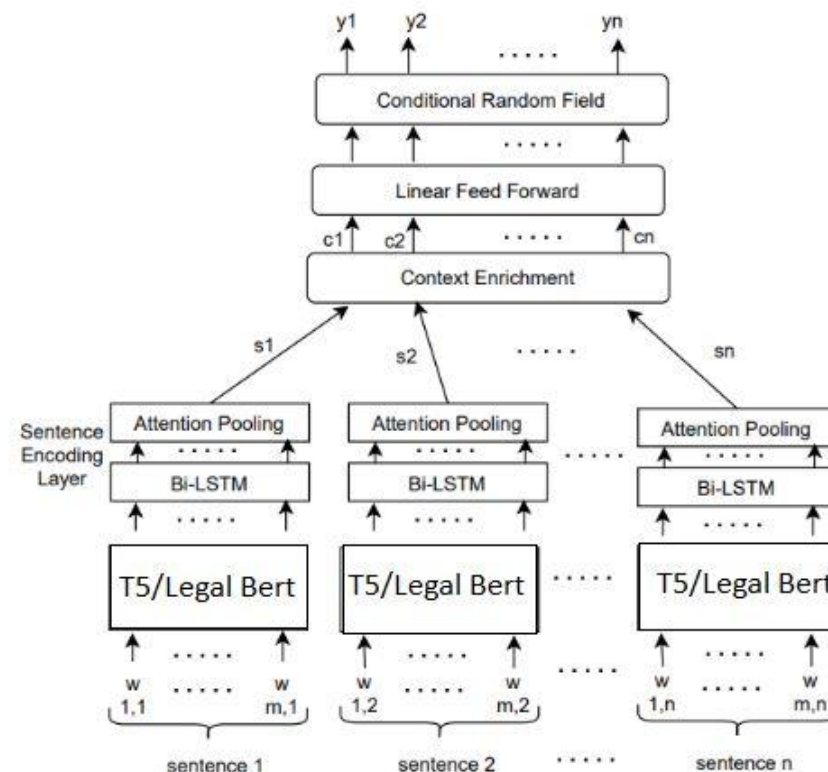 y1 y2 yn
.....
Conditional Random Field
.....
Linear Feed Forward
c1 c2 ..... cn
Context Enrichment
s1 s2 ..... sn
Sentence
Encoding
Layer
Attention Pooling Attention Pooling Attention Pooling
..... ..... ..... .....
Bi-LSTM Bi-LSTM Bi-LSTM
..... ..... .....
T5/Legal Bert T5/Legal Bert ..... T5/Legal Bert
..... ..... .....
w ..... w w ..... w ..... w ..... w
1,1 m,1 1,2 m,2 1,n m,n
sentence 1 sentence 2 ..... sentence n